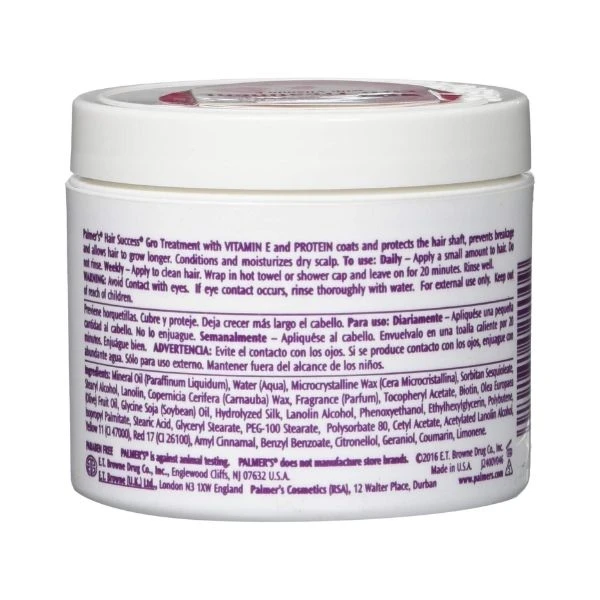 Palmer's® Hair Success® Gro Treatment with VITAMIN E and PROTEIN coats and protects the hair shaft, prevents breakage
and allows hair to grow longer. Conditions and moisturizes dry scalp. To use: Daily – Apply a small amount to hair. Do
not rinse. Weekly – Apply to clean hair. Wrap in hot towel or shower cap and leave on for 20 minutes. Rinse well.
WARNING: Avoid Contact with eyes. If eye contact occurs, rinse thoroughly with water. For external use only. Keep out
of reach of children.
Previene horquetillas. Cubre y proteje. Deja crecer más largo el cabello. Para uso: Diariamente – Apliquese una pequeña
cantidad al cabello. No lo enjuague. Semanalmente – Apliquése al cabello. Envuelvalo en una toalla caliente por 20
minutos. Enjuágue bien. ADVERTENCIA: Evite el contacto con los ojos. Si se produce contacto con los ojos, enjuague con
abundante agua. Sólo para uso externo. Mantener fuera del alcance de los niños.
Ingredients: Mineral Oil (Paraffinum Liquidum), Water (Aqua), Microcrystalline Wax (Cera Microcristallina), Sorbitan Sesquioleate,
Stearyl Alcohol, Lanolin, Copernicia Cerifera (Carnauba) Wax, Fragrance (Parfum), Tocopheryl Acetate, Biotin, Olea Europaea
(Olive) Fruit Oil, Glycine Soja (Soybean) Oil, Hydrolyzed Silk, Lanolin Alcohol, Phenoxyethanol, Ethylhexylglycerin, Polybutene,
Isopropyl Palmitate, Stearic Acid, Glyceryl Stearate, PEG-100 Stearate, Polysorbate 80, Cetyl Acetate, Acetylated Lanolin Alcohol,
Yellow 11 (CI 47000), Red 17 (CI 26100), Amyl Cinnamal, Benzyl Benzoate, Citronellol, Geraniol, Coumarin, Limonene.
PALMER'S® is against animal testing. PALMER'S® does not manufacture store brands. ©2016 E.T. Browne Drug Co., Inc.
E.T. Browne Drug Co., Inc., Englewood Cliffs, NJ 07632 U.S.A. Made in U.S.A.
E.T. Browne (U.K.) Ltd., London N3 1XW England Palmer's Cosmetics (RSA), 12 Walter Place, Durban www.palmers.com